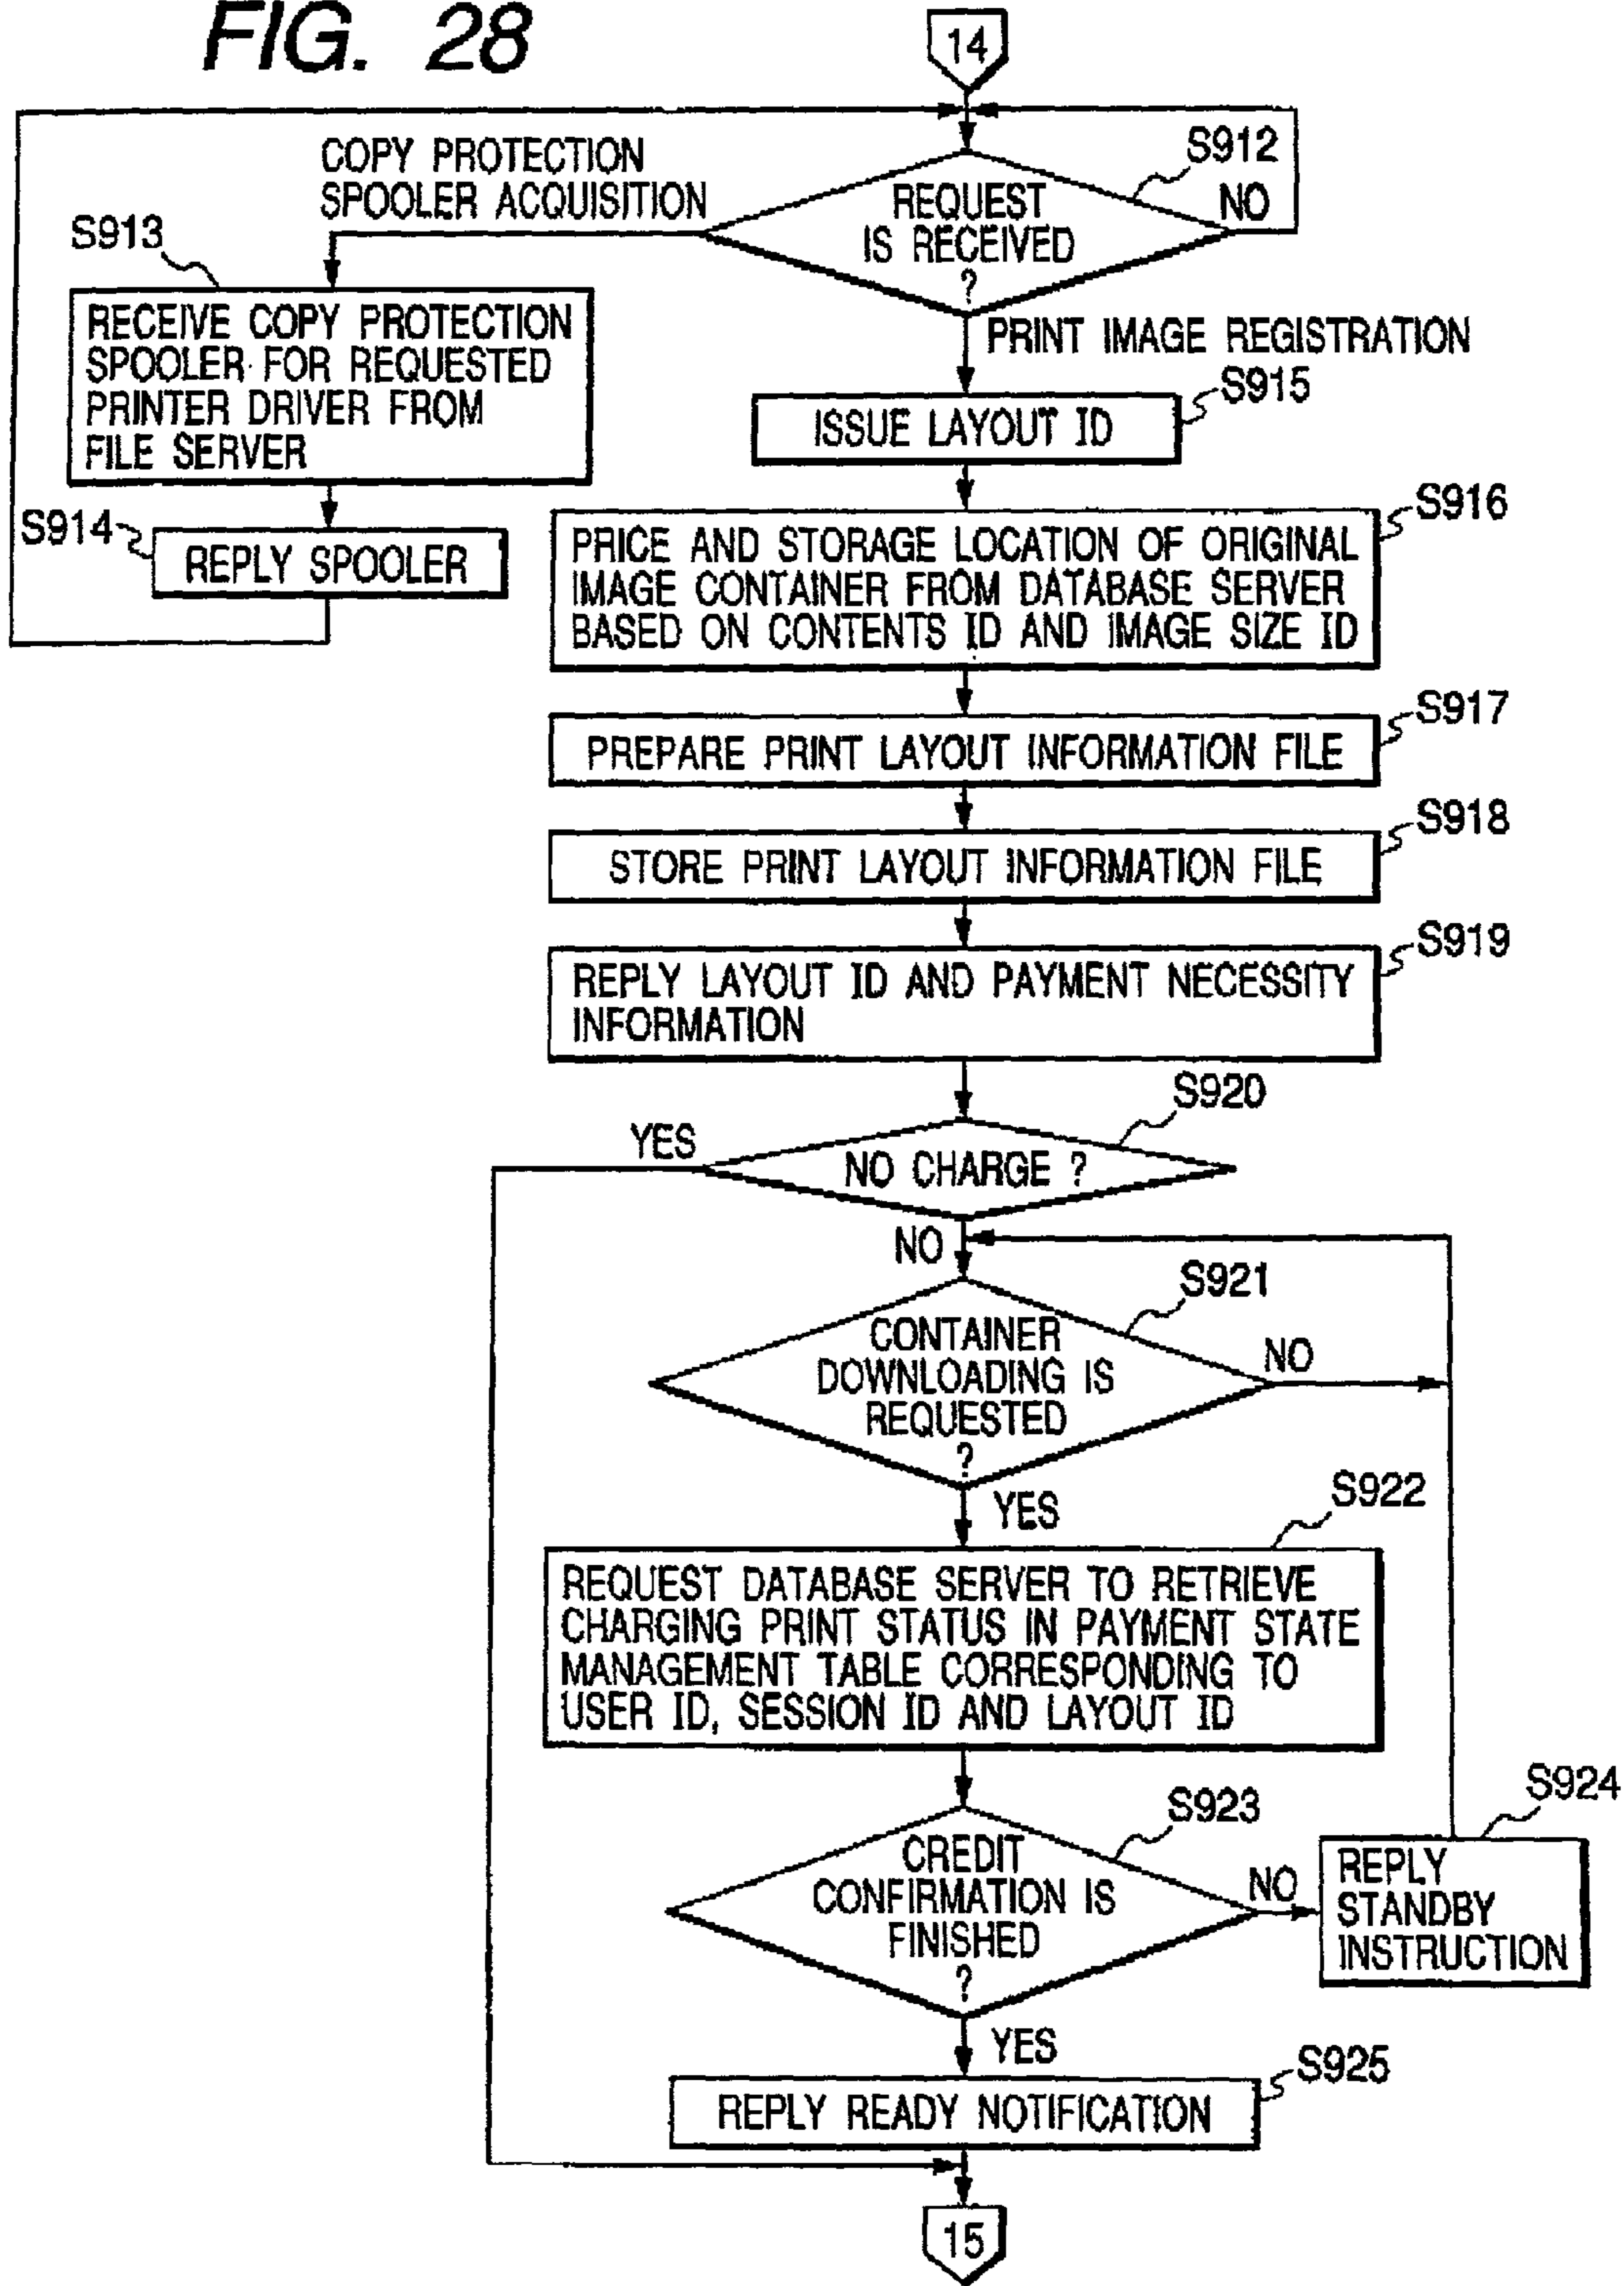 FIG. 28
14
COPY PROTECTION
SPOOLER ACQUISITION
S912
REQUEST
IS RECEIVED
?
NO
S913
RECEIVE COPY PROTECTION
SPOOLER FOR REQUESTED
PRINTER DRIVER FROM
FILE SERVER
PRINT IMAGE REGISTRATION
S915
ISSUE LAYOUT ID
S914
REPLY SPOOLER
S916
PRICE AND STORAGE LOCATION OF ORIGINAL
IMAGE CONTAINER FROM DATABASE SERVER
BASED ON CONTENTS ID AND IMAGE SIZE ID
S917
PREPARE PRINT LAYOUT INFORMATION FILE
S918
STORE PRINT LAYOUT INFORMATION FILE
S919
REPLY LAYOUT ID AND PAYMENT NECESSITY
INFORMATION
S920
YES
NO CHARGE ?
NO
S921
CONTAINER
DOWNLOADING IS
REQUESTED
?
NO
YES
S922
REQUEST DATABASE SERVER TO RETRIEVE
CHARGING PRINT STATUS IN PAYMENT STATE
MANAGEMENT TABLE CORRESPONDING TO
USER ID, SESSION ID AND LAYOUT ID
S923
CREDIT
CONFIRMATION IS
FINISHED
?
NO
S924
REPLY
STANDBY
INSTRUCTION
YES
S925
REPLY READY NOTIFICATION
15